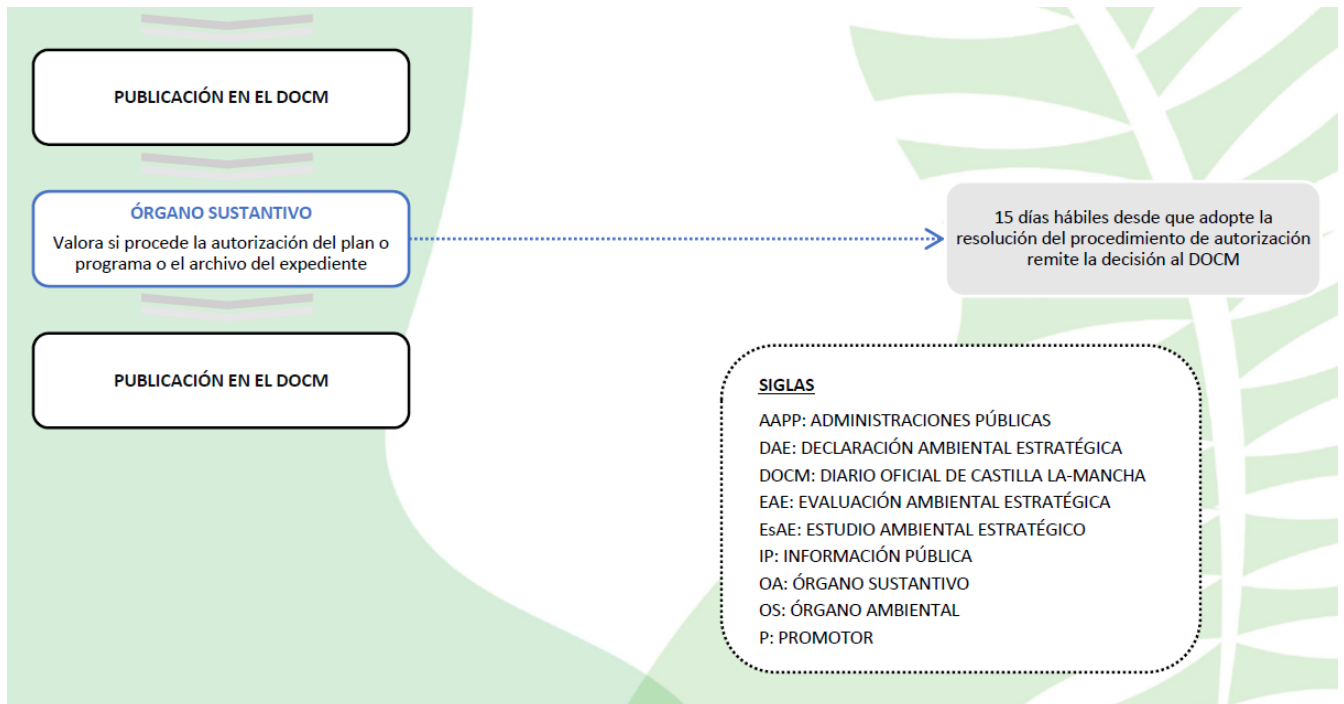 PUBLICACIÓN EN EL DOCM
ÓRGANO SUSTANTIVO
Valora si procede la autorización del plan o
programa o el archivo del expediente
15 días hábiles desde que adopte la
resolución del procedimiento de autorización
remite la decisión al DOCM
PUBLICACIÓN EN EL DOCM
SIGLAS
AAPP: ADMINISTRACIONES PÚBLICAS
DAE: DECLARACIÓN AMBIENTAL ESTRATÉGICA
DOCM: DIARIO OFICIAL DE CASTILLA LA-MANCHA
EAE: EVALUACIÓN AMBIENTAL ESTRATÉGICA
EsAE: ESTUDIO AMBIENTAL ESTRATÉGICO
IP: INFORMACIÓN PÚBLICA
OA: ÓRGANO SUSTANTIVO
OS: ÓRGANO AMBIENTAL
P: PROMOTOR